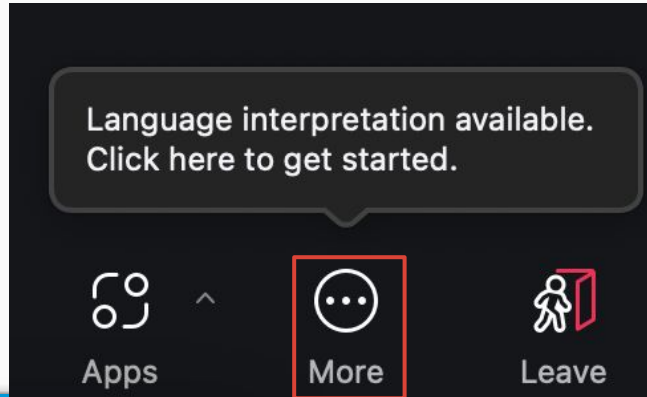 Language interpretation available.
Click here to get started.
Apps
More
Leave